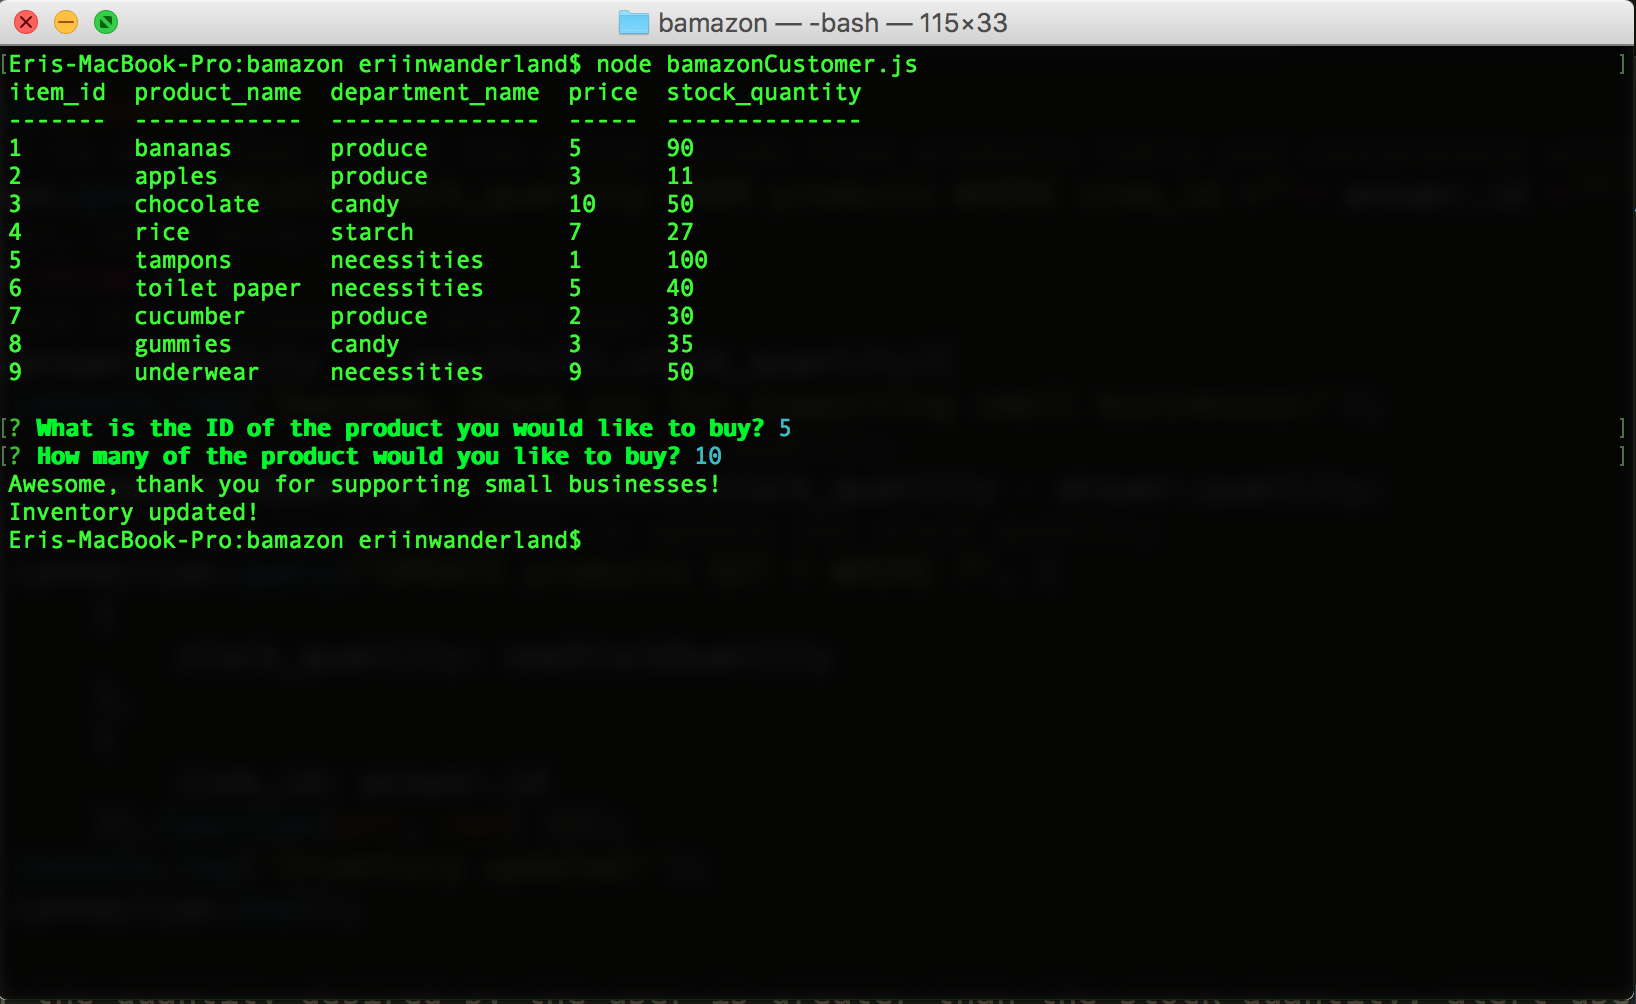 bamazon — -bash — 115×33
[Eris-MacBook-Pro:bamazon eriinwanderland$ node bamazonCustomer.js ]
item_id  product_name  department_name  price  stock_quantity
-------  ------------  ---------------  -----  --------------
1        bananas       produce          5      90
2        apples        produce          3      11
3        chocolate     candy            10     50
4        rice          starch           7      27
5        tampons       necessities      1      100
6        toilet paper  necessities      5      40
7        cucumber      produce          2      30
8        gummies       candy            3      35
9        underwear     necessities      9      50
[? What is the ID of the product you would like to buy? 5 ]
[? How many of the product would you like to buy? 10 ]
Awesome, thank you for supporting small businesses!
Inventory updated!
Eris-MacBook-Pro:bamazon eriinwanderland$